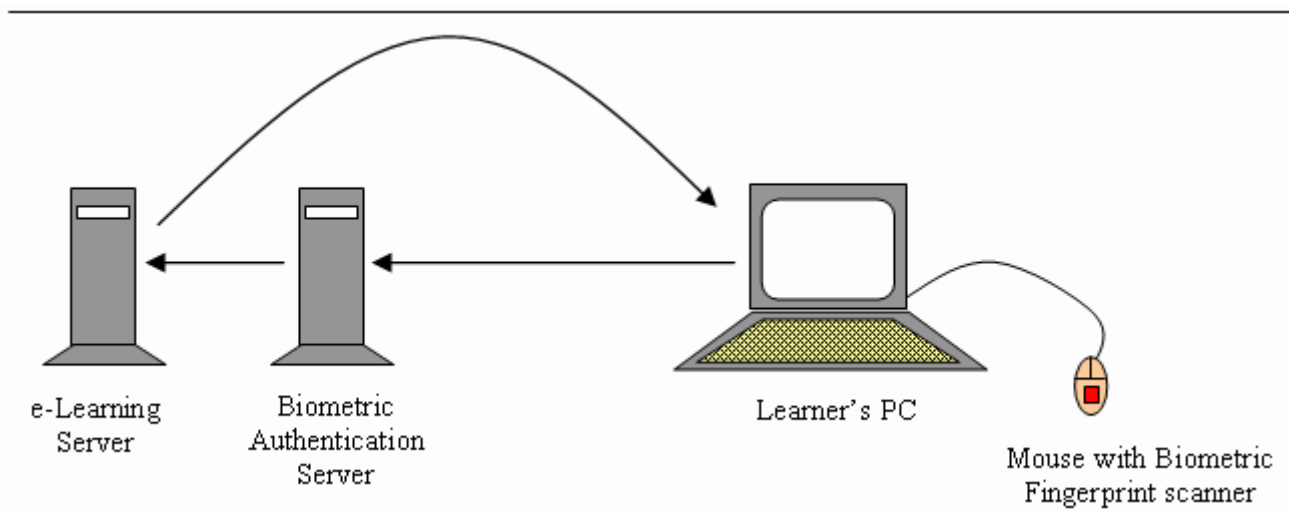 e-Learning
Server
Biometric
Authentication
Server
Learner's PC
Mouse with Biometric
Fingerprint scanner